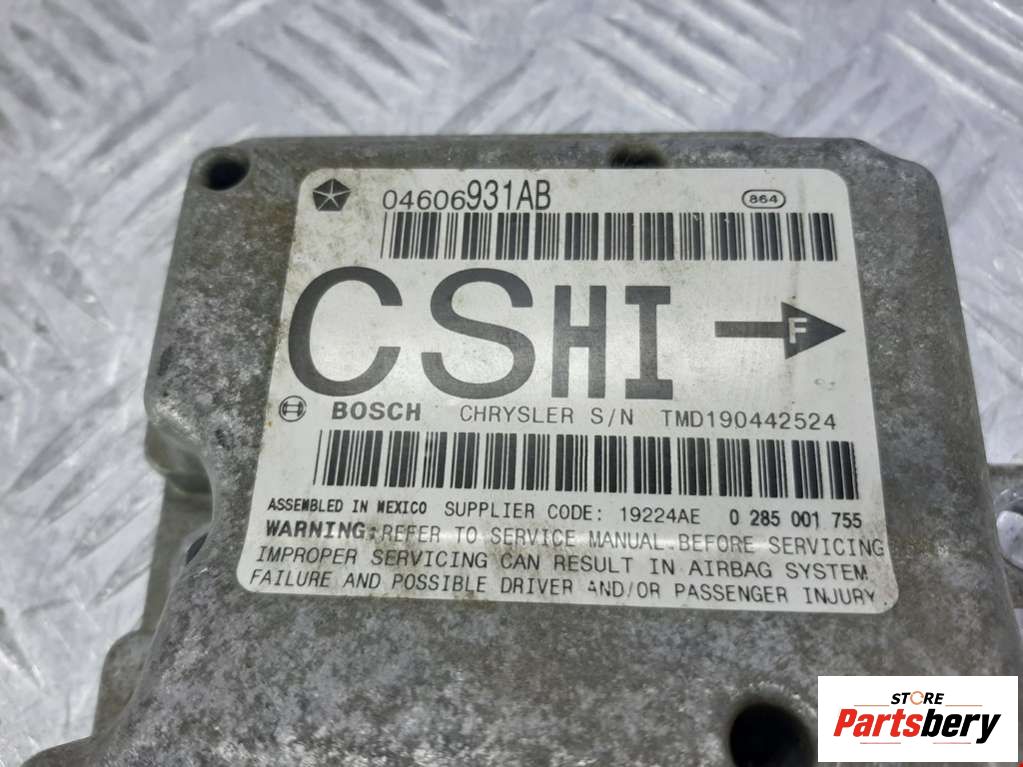 04606931AB 864
CSHI F
BOSCH CHRYSLER S/N TMD190442524
ASSEMBLED IN MEXICO SUPPLIER CODE: 19224AE 0 285 001 755
WARNING: REFER TO SERVICE MANUAL BEFORE SERVICING
IMPROPER SERVICING CAN RESULT IN AIRBAG SYSTEM
FAILURE AND POSSIBLE DRIVER AND/OR PASSENGER INJURY
STORE
Partsbery